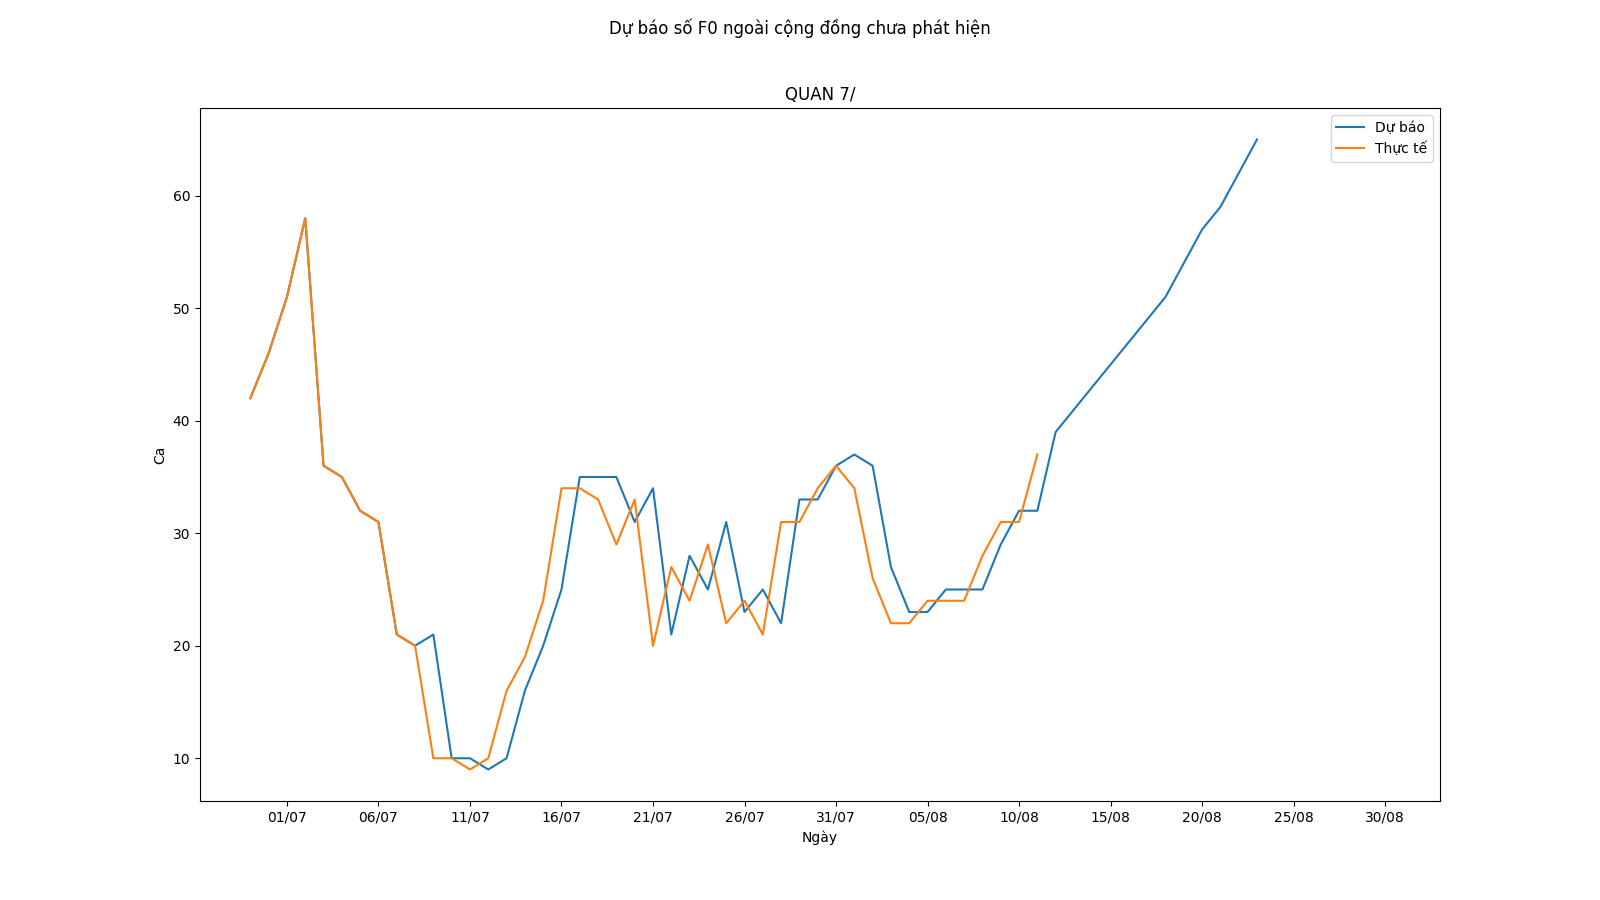 Dự báo số F0 ngoài cộng đồng chưa phát hiện
QUAN 7/
Dự báo
Thực tế
60
50
40
30
20
10
Ca
01/07 06/07 11/07 16/07 21/07 26/07 31/07 05/08 10/08 15/08 20/08 25/08 30/08
Ngày